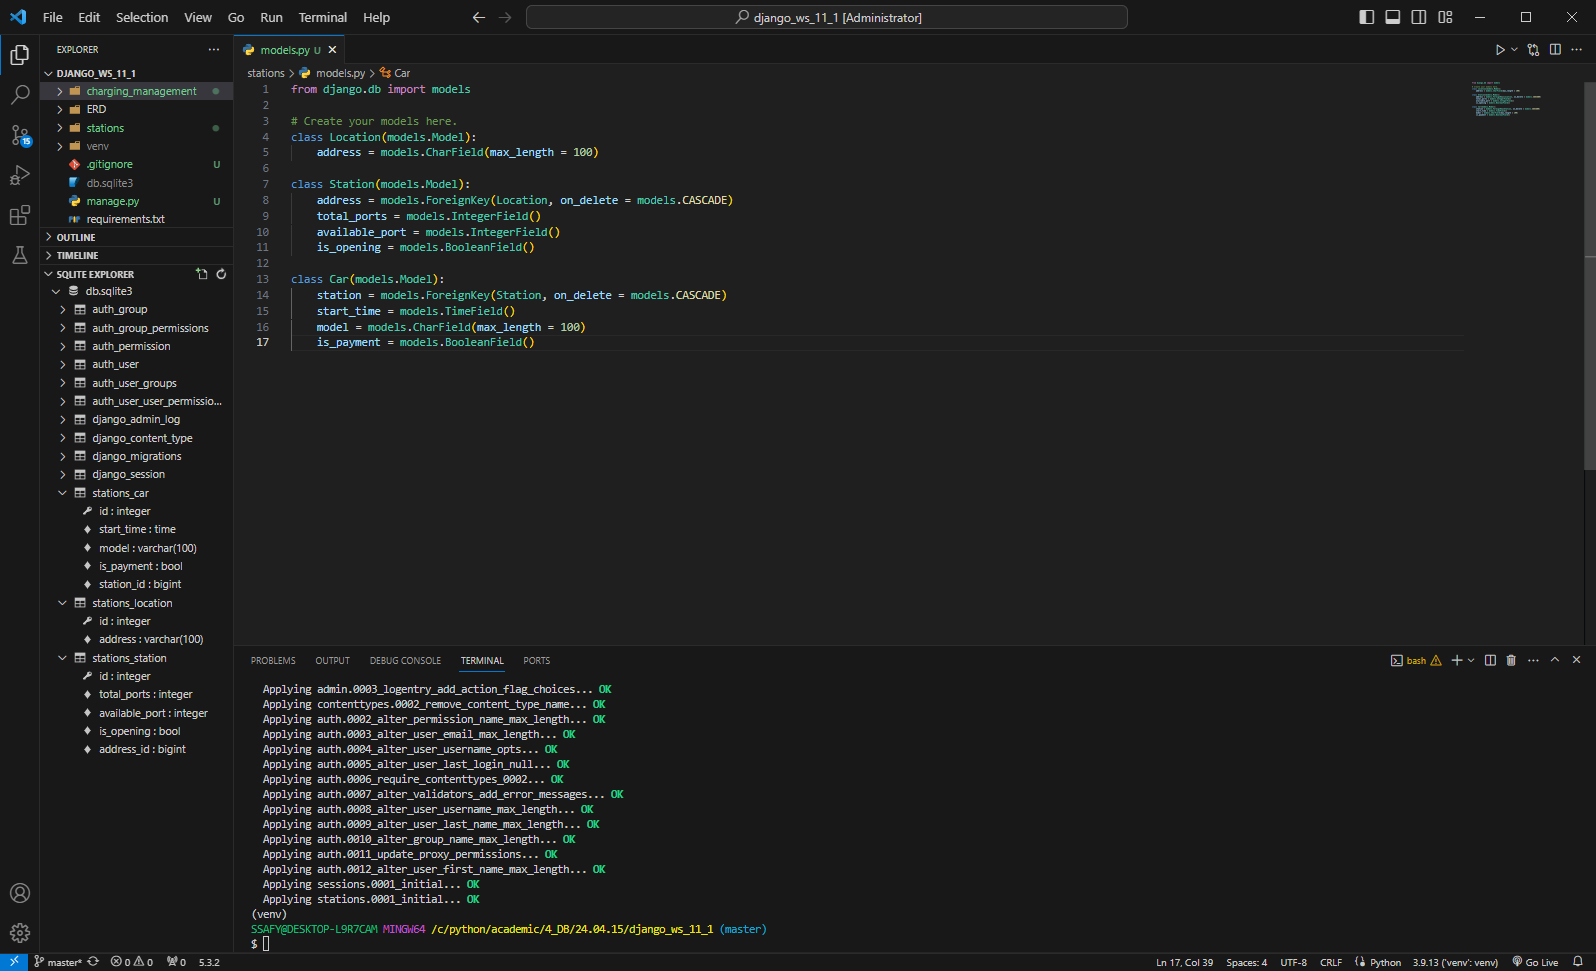 File Edit Selection View Go Run Terminal Help
django_ws_11_1 [Administrator]
EXPLORER
DJANGO_WS_11_1
charging_management
ERD
stations
venv
.gitignore U
db.sqlite3
manage.py U
requirements.txt
OUTLINE
TIMELINE
SQLITE EXPLORER
db.sqlite3
auth_group
auth_group_permissions
auth_permission
auth_user
auth_user_groups
auth_user_user_permissio...
django_admin_log
django_content_type
django_migrations
django_session
stations_car
id : integer
start_time : time
model : varchar(100)
is_payment : bool
station_id : bigint
stations_location
id : integer
address : varchar(100)
stations_station
id : integer
total_ports : integer
available_port : integer
is_opening : bool
address_id : bigint
15
models.py U
stations > models.py > Car
1 from django.db import models
2
3 # Create your models here.
4 class Location(models.Model):
5 address = models.CharField(max_length = 100)
6
7 class Station(models.Model):
8 address = models.ForeignKey(Location, on_delete = models.CASCADE)
9 total_ports = models.IntegerField()
10 available_port = models.IntegerField()
11 is_opening = models.BooleanField()
12
13 class Car(models.Model):
14 station = models.ForeignKey(Station, on_delete = models.CASCADE)
15 start_time = models.TimeField()
16 model = models.CharField(max_length = 100)
17 is_payment = models.BooleanField()
PROBLEMS OUTPUT DEBUG CONSOLE TERMINAL PORTS
bash
Applying admin.0003_logentry_add_action_flag_choices... OK
Applying contenttypes.0002_remove_content_type_name... OK
Applying auth.0002_alter_permission_name_max_length... OK
Applying auth.0003_alter_user_email_max_length... OK
Applying auth.0004_alter_user_username_opts... OK
Applying auth.0005_alter_user_last_login_null... OK
Applying auth.0006_require_contenttypes_0002... OK
Applying auth.0007_alter_validators_add_error_messages... OK
Applying auth.0008_alter_user_username_max_length... OK
Applying auth.0009_alter_user_last_name_max_length... OK
Applying auth.0010_alter_group_name_max_length... OK
Applying auth.0011_update_proxy_permissions... OK
Applying auth.0012_alter_user_first_name_max_length... OK
Applying sessions.0001_initial... OK
Applying stations.0001_initial... OK
(venv)
SSAFY@DESKTOP-L9R7CAM MINGW64 /c/python/academic/4_DB/24.04.15/django_ws_11_1 (master)
$
master* 0 0 0 5.3.2
Ln 17, Col 39 Spaces: 4 UTF-8 CRLF Python 3.9.13 ('venv': venv) Go Live